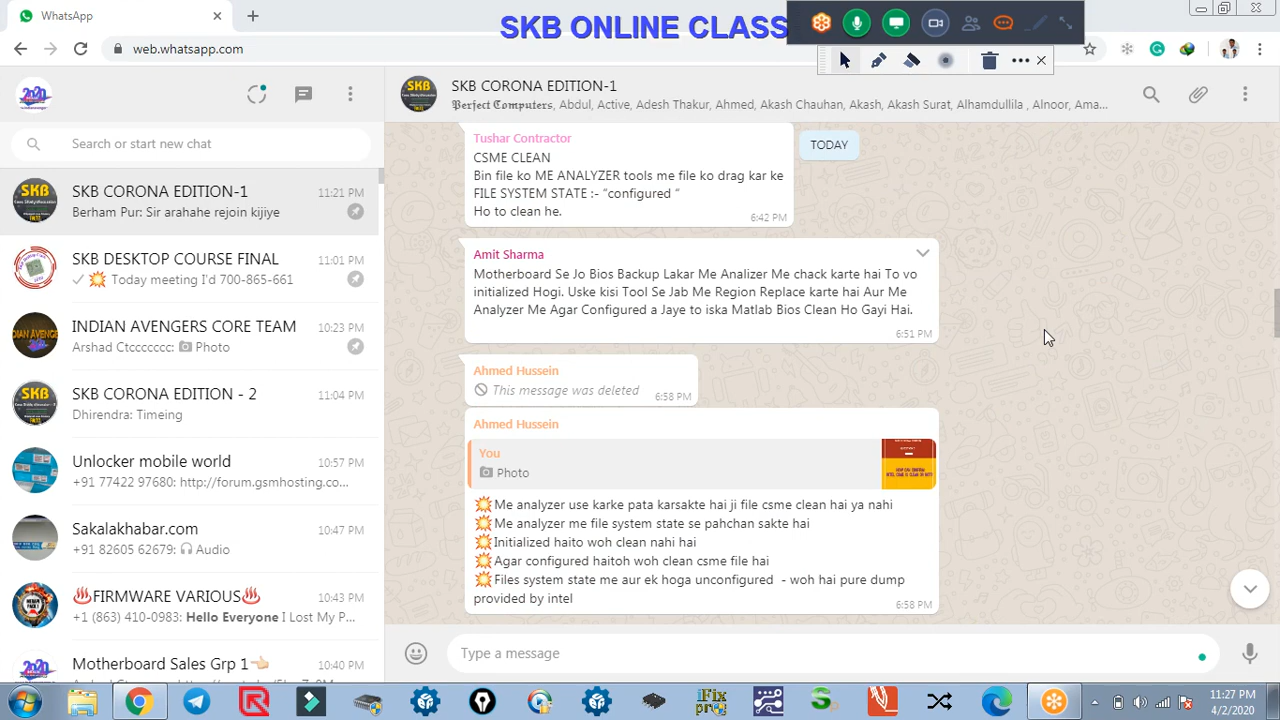 WhatsApp
SKB ONLINE CLASS
web.whatsapp.com
Search or start new chat
SKB CORONA EDITION-1
11:21 PM
Berham Pur: Sir arahahe rejoin kijiye
SKB DESKTOP COURSE FINAL
11:01 PM
Today meeting I'd 700-865-661
INDIAN AVENGERS CORE TEAM
10:23 PM
Arshad Ctccccccc: Photo
SKB CORONA EDITION - 2
11:04 PM
Dhirendra: Timeing
Unlocker mobile world
10:57 PM
+91 77422 97680: http
um.gsmhosting.co...
Sakalakhabar.com
10:47 PM
+91 82605 62679: Audio
FIRMWARE VARIOUS
10:43 PM
+1 (863) 410-0983: Hello Everyone I Lost My P...
Motherboard Sales Grp 1
10:40 PM
SKB CORONA EDITION-1
Computers, Abdul, Active, Adesh Thakur, Ahmed, Akash Chauhan, Akash, Akash Surat, Alhamdullila , Alnoor, Ama...
Tushar Contractor
CSME CLEAN
Bin file ko ME ANALYZER tools me file ko drag kar ke
FILE SYSTEM STATE :- “configured “
Ho to clean he.
6:42 PM
TODAY
Amit Sharma
Motherboard Se Jo Bios Backup Lakar Me Analizer Me chack karte hai To vo
initialized Hogi. Uske kisi Tool Se Jab Me Region Replace karte hai Aur Me
Analyzer Me Agar Configured a Jaye to iska Matlab Bios Clean Ho Gayi Hai.
6:51 PM
Ahmed Hussein
This message was deleted
6:58 PM
Ahmed Hussein
You
Photo
Me analyzer use karke pata karsakte hai ji file csme clean hai ya nahi
Me analyzer me file system state se pahchan sakte hai
Initialized haito woh clean nahi hai
Agar configured haitoh woh clean csme file hai
Files system state me aur ek hoga unconfigured - woh hai pure dump
provided by intel
6:58 PM
Type a message
11:27 PM
4/2/2020